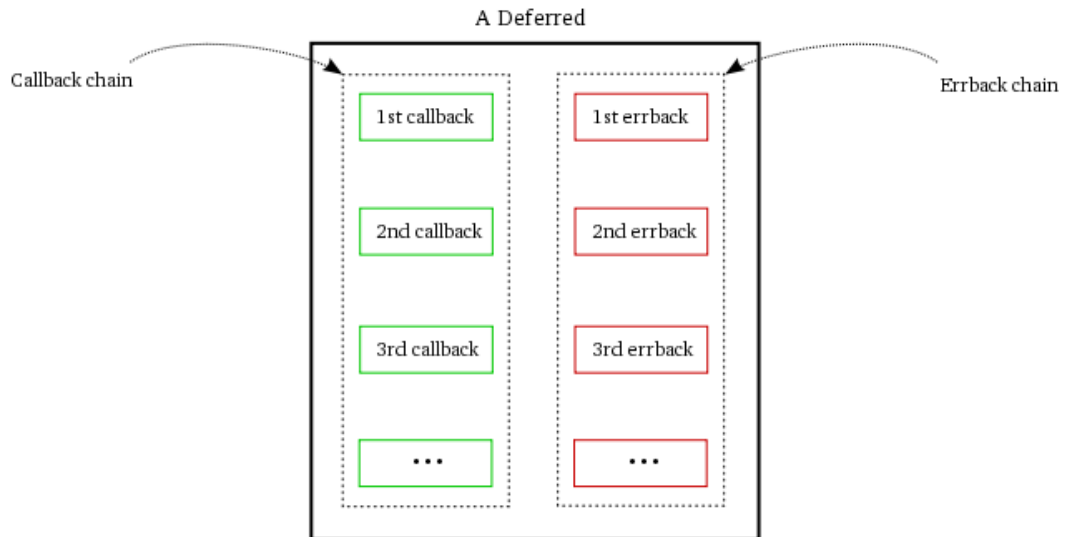 A Deferred
Callback chain
Errback chain
1st callback
1st errback
2nd callback
2nd errback
3rd callback
3rd errback
...
...